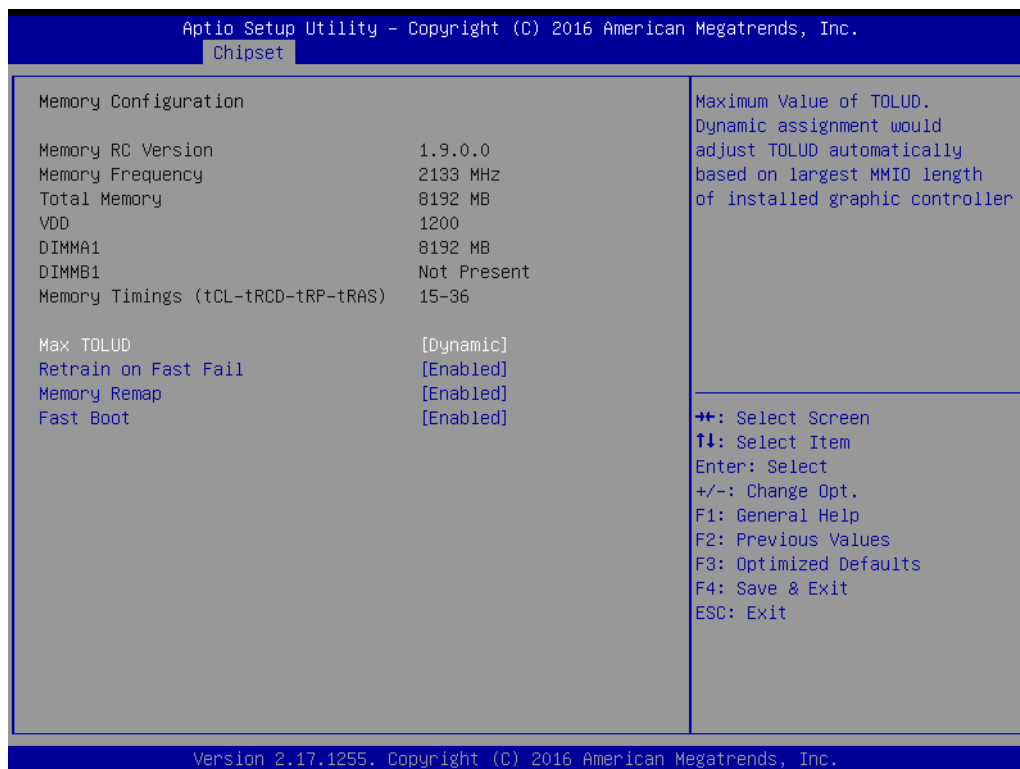 Aptio Setup Utility – Copyright (C) 2016 American Megatrends, Inc.
Chipset
Memory Configuration
Memory RC Version 1.9.0.0
Memory Frequency 2133 MHz
Total Memory 8192 MB
VDD 1200
DIMMA1 8192 MB
DIMMB1 Not Present
Memory Timings (tCL-tRCD-tRP-tRAS) 15-36
Max TOLUD [Dynamic]
Retrain on Fast Fail [Enabled]
Memory Remap [Enabled]
Fast Boot [Enabled]
Maximum Value of TOLUD.
Dynamic assignment would
adjust TOLUD automatically
based on largest MMIO length
of installed graphic controller
→←: Select Screen
↑↓: Select Item
Enter: Select
+/-: Change Opt.
F1: General Help
F2: Previous Values
F3: Optimized Defaults
F4: Save & Exit
ESC: Exit
Version 2.17.1255. Copyright (C) 2016 American Megatrends, Inc.